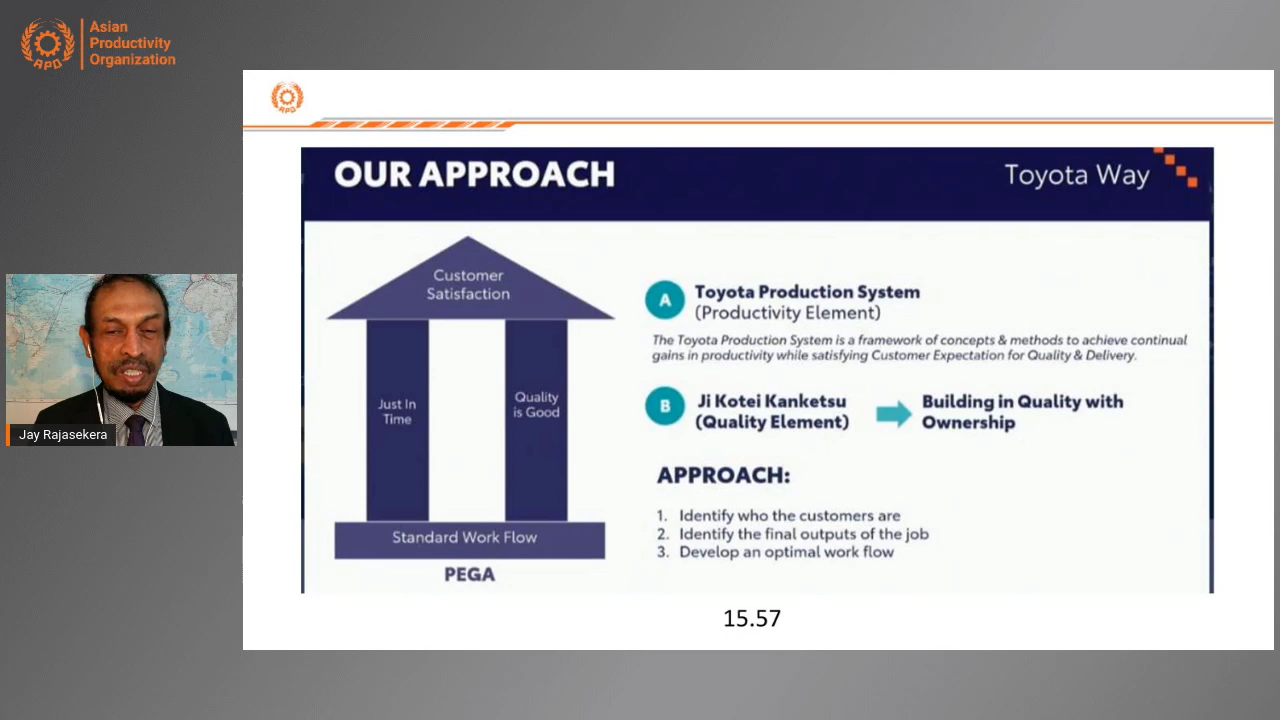 Asian
Productivity
Organization
APO
APO
OUR APPROACH
Toyota Way
Customer
Satisfaction
Just In
Time
Quality
is Good
Standard Work Flow
PEGA
A
Toyota Production System
(Productivity Element)
The Toyota Production System is a framework of concepts & methods to achieve continual
gains in productivity while satisfying Customer Expectation for Quality & Delivery.
B
Ji Kotei Kanketsu
(Quality Element)
Building in Quality with
Ownership
APPROACH:
1. Identify who the customers are
2. Identify the final outputs of the job
3. Develop an optimal work flow
15.57
Jay Rajasekera